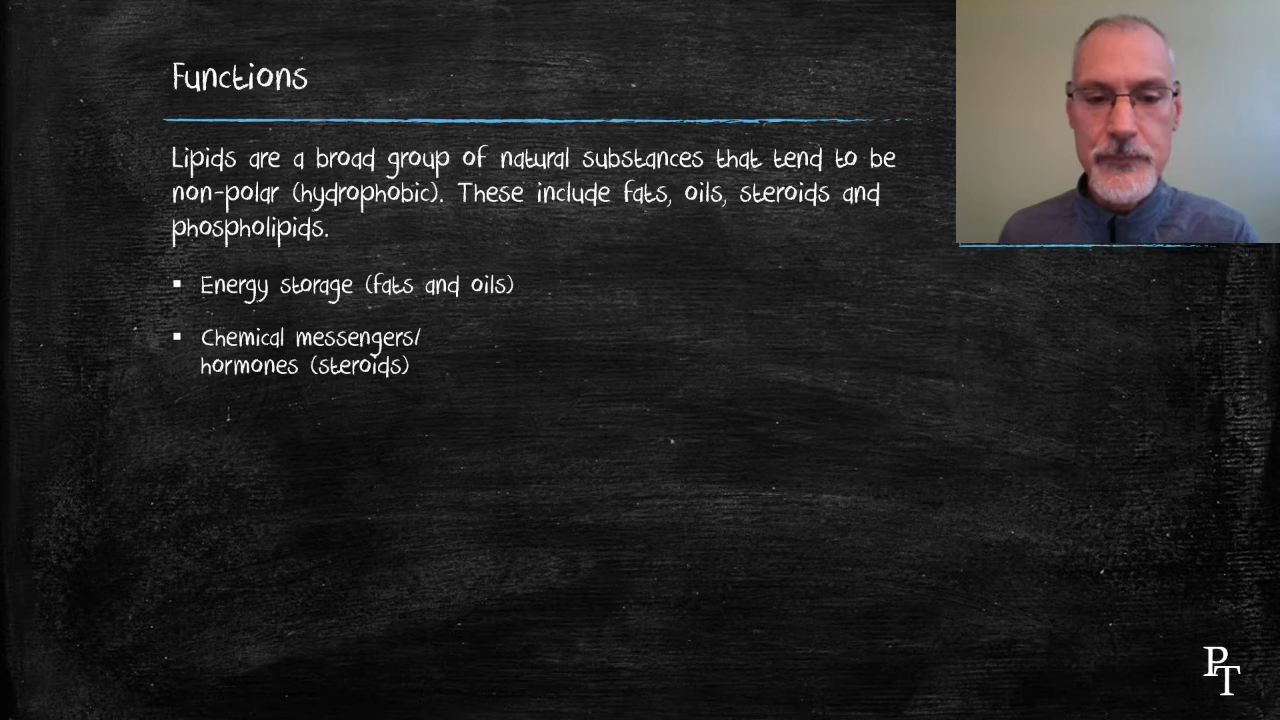 Functions
Lipids are a broad group of natural substances that tend to be
non-polar (hydrophobic). These include fats, oils, steroids and
phospholipids.
▪ Energy storage (fats and oils)
▪ Chemical messengers/
hormones (steroids)
PT